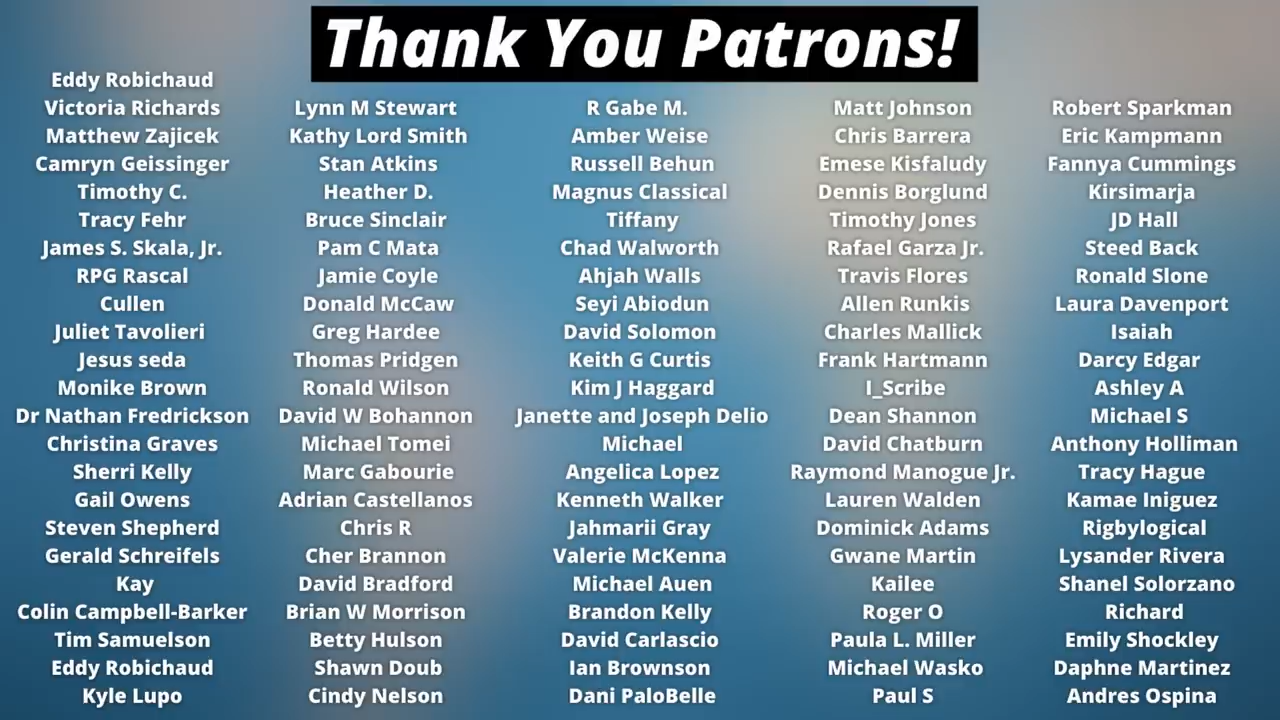 Thank You Patrons!
Eddy Robichaud
Victoria Richards
Matthew Zajicek
Camryn Geissinger
Timothy C.
Tracy Fehr
James S. Skala, Jr.
RPG Rascal
Cullen
Juliet Tavolieri
Jesus seda
Monike Brown
Dr Nathan Fredrickson
Christina Graves
Sherri Kelly
Gail Owens
Steven Shepherd
Gerald Schreifels
Kay
Colin Campbell-Barker
Tim Samuelson
Eddy Robichaud
Kyle Lupo
Lynn M Stewart
Kathy Lord Smith
Stan Atkins
Heather D.
Bruce Sinclair
Pam C Mata
Jamie Coyle
Donald McCaw
Greg Hardee
Thomas Pridgen
Ronald Wilson
David W Bohannon
Michael Tomei
Marc Gabourie
Adrian Castellanos
Chris R
Cher Brannon
David Bradford
Brian W Morrison
Betty Hulson
Shawn Doub
Cindy Nelson
R Gabe M.
Amber Weise
Russell Behun
Magnus Classical
Tiffany
Chad Walworth
Ahjah Walls
Seyi Abiodun
David Solomon
Keith G Curtis
Kim J Haggard
Janette and Joseph Delio
Michael
Angelica Lopez
Kenneth Walker
Jahmarii Gray
Valerie McKenna
Michael Auen
Brandon Kelly
David Carlascio
Ian Brownson
Dani PaloBelle
Matt Johnson
Chris Barrera
Emese Kisfaludy
Dennis Borglund
Timothy Jones
Rafael Garza Jr.
Travis Flores
Allen Runkis
Charles Mallick
Frank Hartmann
I_Scribe
Dean Shannon
David Chatburn
Raymond Manogue Jr.
Lauren Walden
Dominick Adams
Gwane Martin
Kailee
Roger O
Paula L. Miller
Michael Wasko
Paul S
Robert Sparkman
Eric Kampmann
Fannya Cummings
Kirsimarja
JD Hall
Steed Back
Ronald Slone
Laura Davenport
Isaiah
Darcy Edgar
Ashley A
Michael S
Anthony Holliman
Tracy Hague
Kamae Iniguez
Rigbylogical
Lysander Rivera
Shanel Solorzano
Richard
Emily Shockley
Daphne Martinez
Andres Ospina